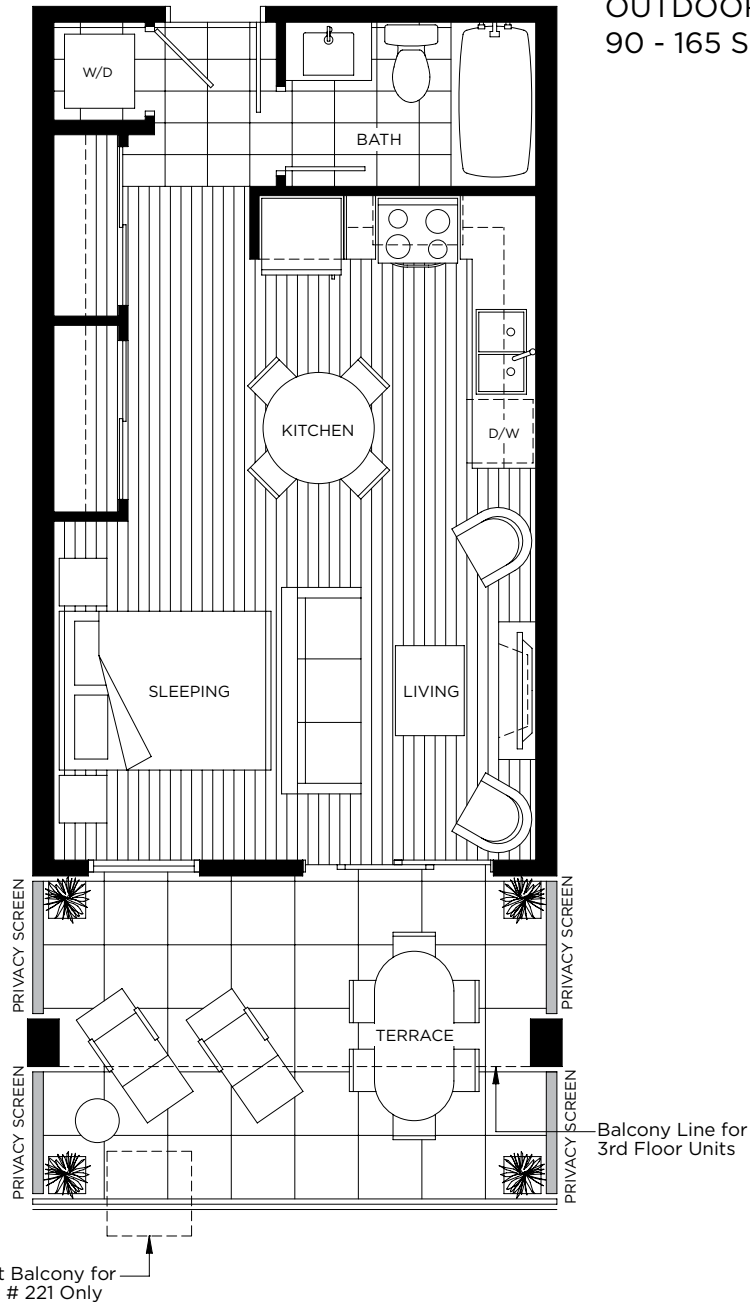 OUTDOOR
90 - 165 S
W/D
BATH
KITCHEN
D/W
SLEEPING
LIVING
PRIVACY SCREEN
PRIVACY SCREEN
TERRACE
PRIVACY SCREEN
PRIVACY SCREEN
Balcony Line for
3rd Floor Units
t Balcony for
# 221 Only